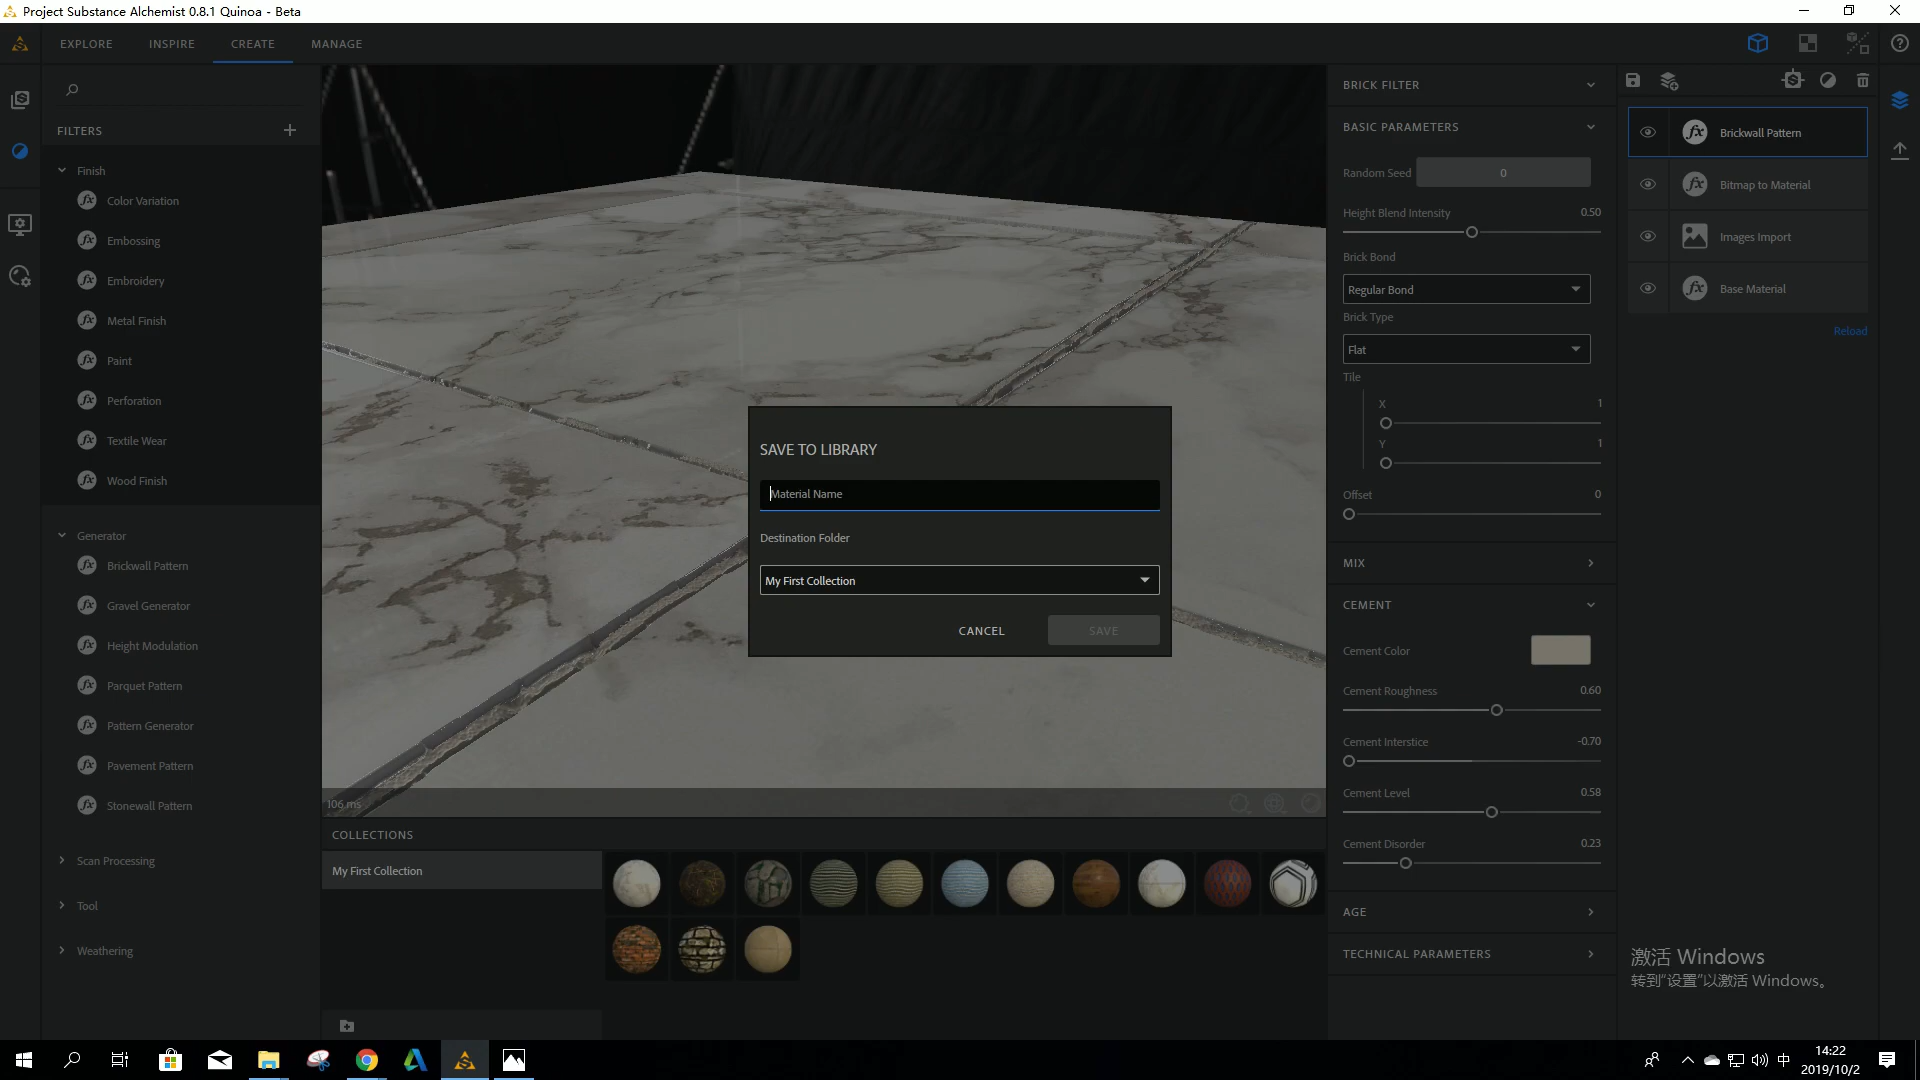 Project Substance Alchemist 0.8.1 Quinoa - Beta
EXPLORE
INSPIRE
CREATE
MANAGE
FILTERS
Finish
Color Variation
Embossing
Embroidery
Metal Finish
Paint
Perforation
Textile Wear
Wood Finish
Generator
Brickwall Pattern
Gravel Generator
Height Modulation
Parquet Pattern
Pattern Generator
Pavement Pattern
Stonewall Pattern
Scan Processing
Tool
Weathering
106 ms
COLLECTIONS
My First Collection
SAVE TO LIBRARY
Material Name
Destination Folder
My First Collection
CANCEL
SAVE
BRICK FILTER
BASIC PARAMETERS
Random Seed 0
Height Blend Intensity 0.50
Brick Bond
Regular Bond
Brick Type
Flat
Tile
X 1
Y 1
Offset 0
MIX
CEMENT
Cement Color
Cement Roughness 0.60
Cement Interstice -0.70
Cement Level 0.58
Cement Disorder 0.23
AGE
TECHNICAL PARAMETERS
Brickwall Pattern
Bitmap to Material
Images Import
Base Material
Reload
激活 Windows
转到“设置”以激活 Windows。
中
14:22
2019/10/2